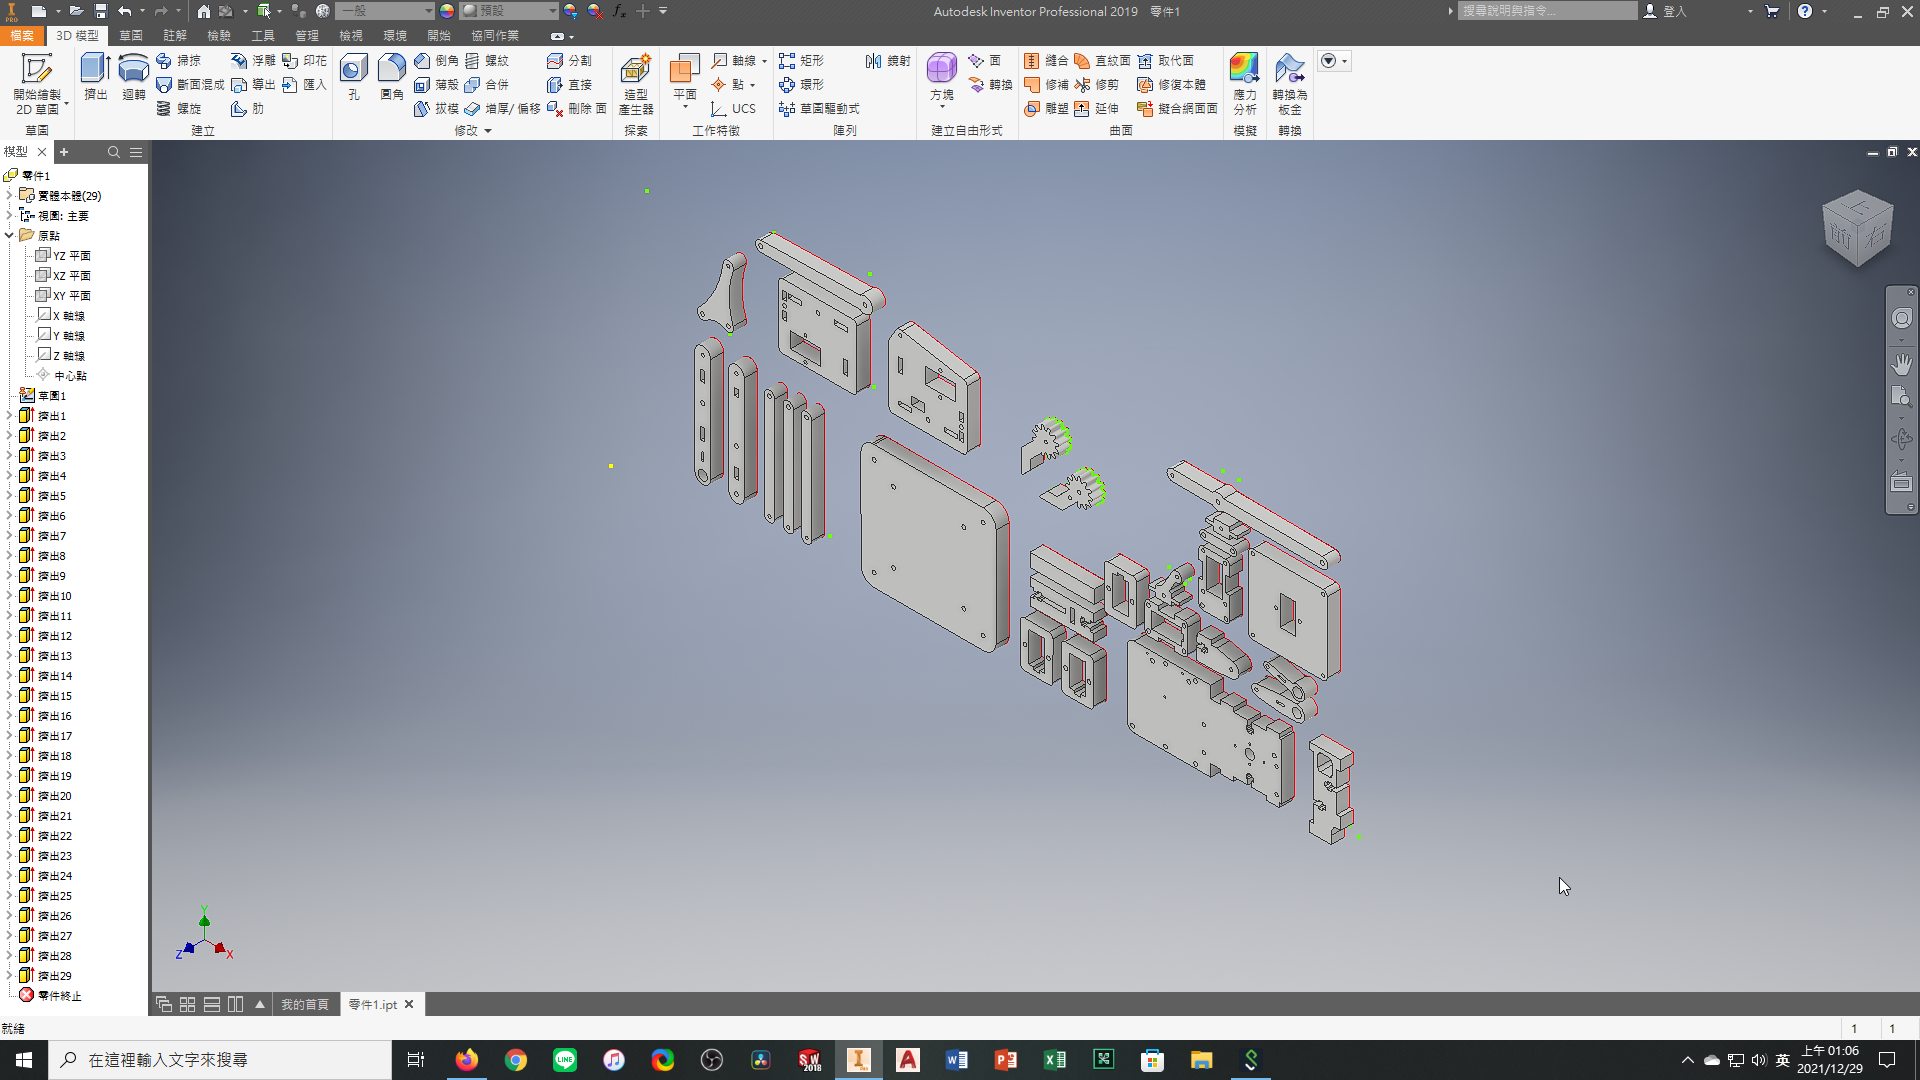 一般
預設
Autodesk Inventor Professional 2019 零件1
搜尋說明與指令...
登入
檔案 3D 模型 草圖 註解 檢驗 工具 管理 檢視 環境 開始 協同作業
開始繪製
2D 草圖
擠出
迴轉
掃掠
斷面混成
螺旋
浮雕
導出
肋
印花
匯入
孔
圓角
倒角
薄殼
拔模
螺紋
合併
增厚/ 偏移
分割
直接
刪除 面
造型
產生器
平面
軸線
點
UCS
矩形
環形
草圖驅動式
鏡射
方塊
面
轉換
縫合
修補
雕塑
直紋面
修剪
延伸
取代面
修復本體
擬合網面面
應力
分析
轉換為
板金
草圖 建立 修改 探索 工作特徵 陣列 建立自由形式 曲面 模擬 轉換
模型
零件1
實體本體(29)
視圖: 主要
原點
YZ 平面
XZ 平面
XY 平面
X 軸線
Y 軸線
Z 軸線
中心點
草圖1
擠出1
擠出2
擠出3
擠出4
擠出5
擠出6
擠出7
擠出8
擠出9
擠出10
擠出11
擠出12
擠出13
擠出14
擠出15
擠出16
擠出17
擠出18
擠出19
擠出20
擠出21
擠出22
擠出23
擠出24
擠出25
擠出26
擠出27
擠出28
擠出29
零件終止
上
前
右
Y
Z
X
我的首頁
零件1.ipt
就緒
1 1
在這裡輸入文字來搜尋
英
上午 01:06
2021/12/29